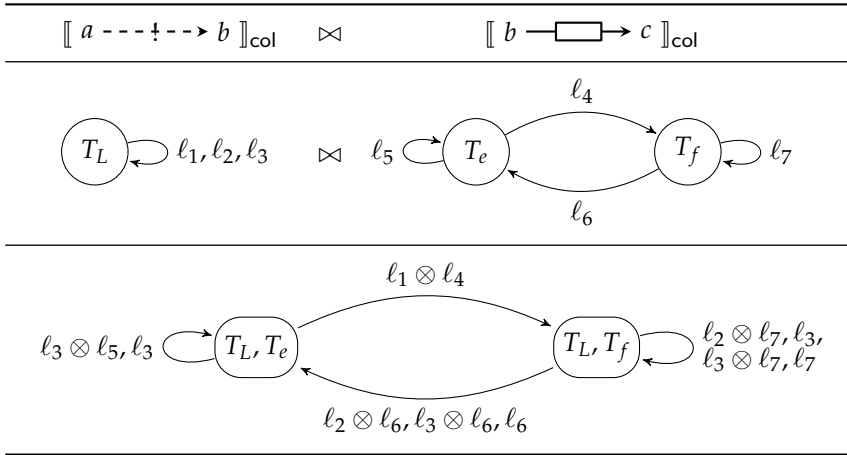 ⟦ a - - ! - -> b ⟧col ⋈ ⟦ b —▭→ c ⟧col
ℓ4
T_L ℓ1, ℓ2, ℓ3 ⋈ ℓ5 T_e T_f ℓ7
ℓ6
ℓ1 ⊗ ℓ4
ℓ3 ⊗ ℓ5, ℓ3 T_L, T_e T_L, T_f ℓ2 ⊗ ℓ7, ℓ3,
ℓ3 ⊗ ℓ7, ℓ7
ℓ2 ⊗ ℓ6, ℓ3 ⊗ ℓ6, ℓ6